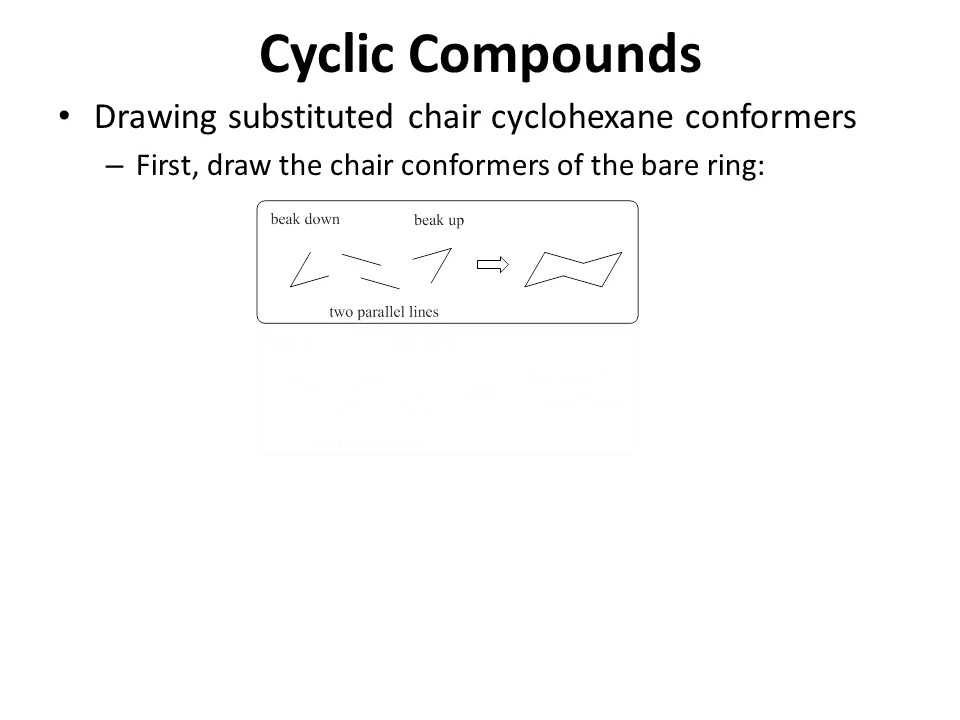 Cyclic Compounds
• Drawing substituted chair cyclohexane conformers
– First, draw the chair conformers of the bare ring:
beak down
beak up
two parallel lines